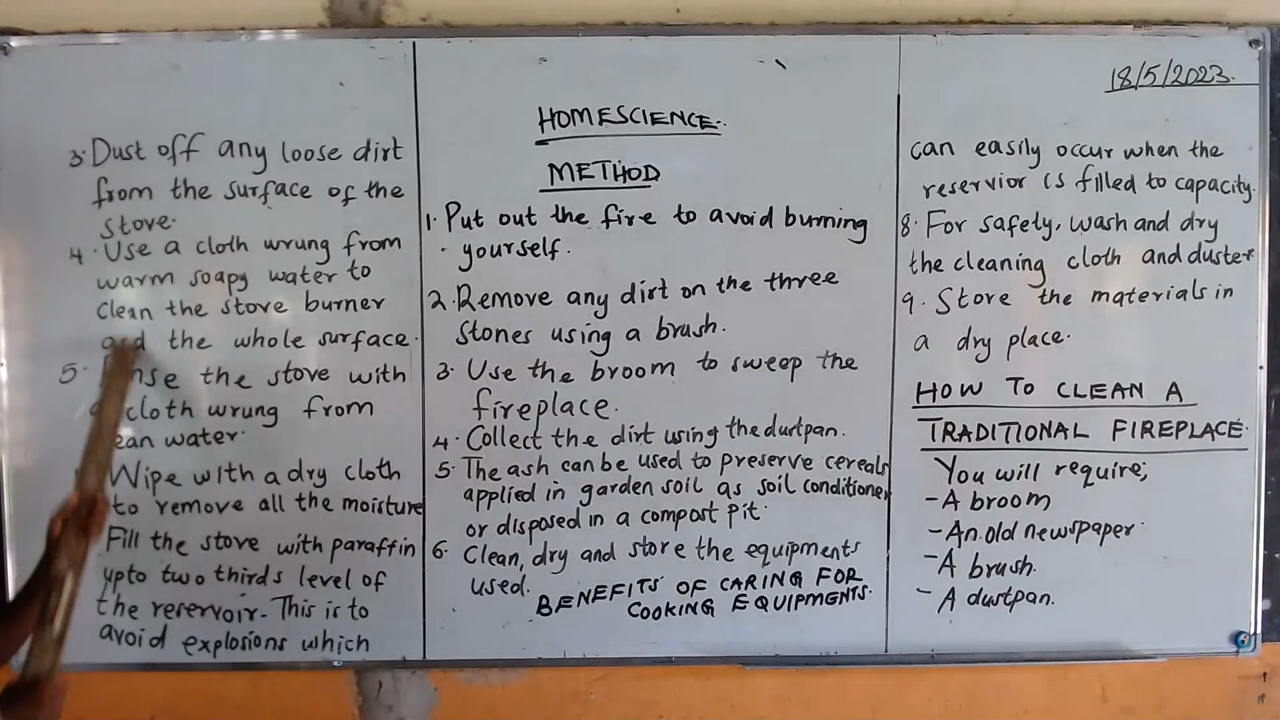 18/5/2023.
3. Dust off any loose dirt
from the surface of the
stove.
4. Use a cloth wrung from
warm soapy water to
clean the stove burner
and the whole surface.
5. the stove with
cloth wrung from
water.
Wipe with a dry cloth
to remove all the moisture
Fill the stove with paraffin
upto two thirds level of
the reservoir. This is to
avoid explosions which
HOMESCIENCE.
METHOD
1. Put out the fire to avoid burning
yourself.
2. Remove any dirt on the three
stones using a brush.
3. Use the broom to sweep the
fireplace.
4. Collect the dirt using the dustpan.
5. The ash can be used to preserve cereals
applied in garden soil as soil conditioner
or disposed in a compost pit.
6. Clean, dry and store the equipments
used.
BENEFITS OF CARING FOR
COOKING EQUIPMENTS.
can easily occur when the
reservior is filled to capacity.
8. For safety, wash and dry
the cleaning cloth and duster
9. Store the materials in
a dry place.
HOW TO CLEAN A
TRADITIONAL FIREPLACE.
You will require;
- A broom
- An old newspaper.
- A brush.
- A dustpan.